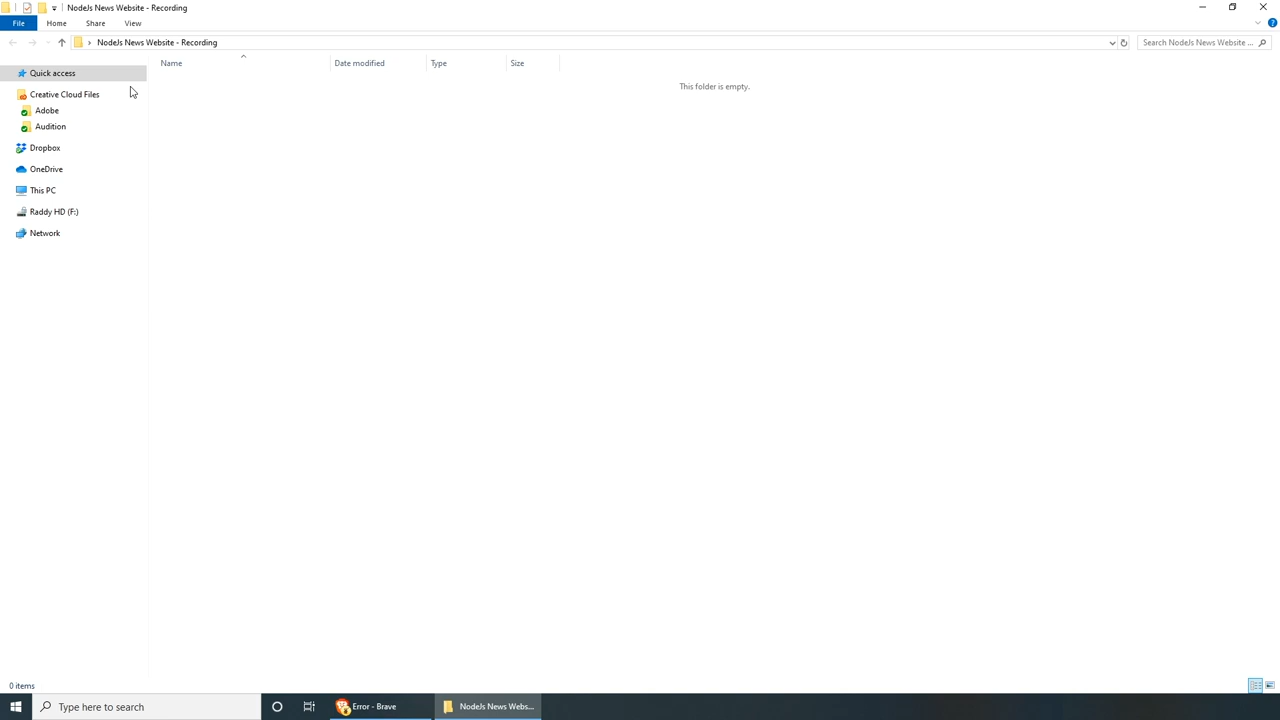 NodeJs News Website - Recording
File Home Share View
NodeJs News Website - Recording
Search NodeJs News Website ...
Name Date modified Type Size
Quick access
This folder is empty.
Creative Cloud Files
Adobe
Audition
Dropbox
OneDrive
This PC
Raddy HD (F:)
Network
0 items
Type here to search
Error - Brave
NodeJs News Webs...